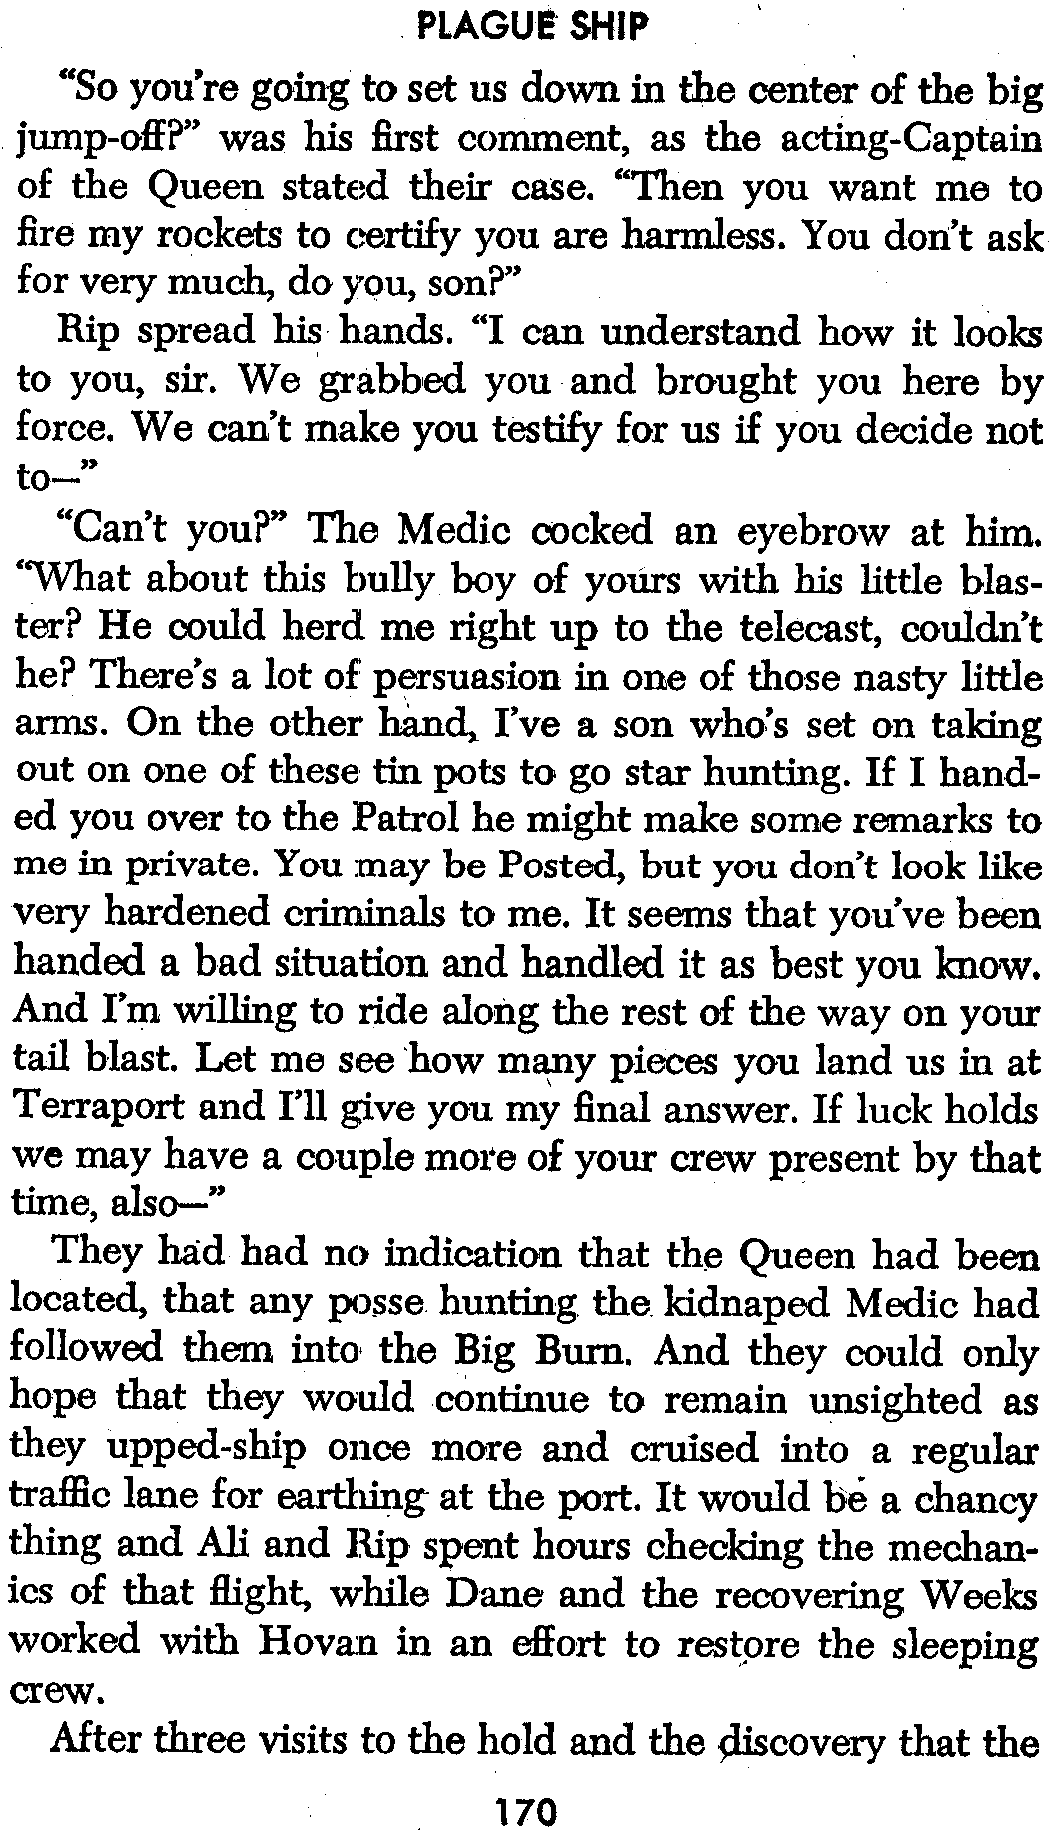 PLAGUE SHIP
“So you’re going to set us down in the center of the big
jump-off?” was his first comment, as the acting-Captain
of the Queen stated their case. “Then you want me to
fire my rockets to certify you are harmless. You don’t ask
for very much, do you, son?”
Rip spread his hands. “I can understand how it looks
to you, sir. We grabbed you and brought you here by
force. We can’t make you testify for us if you decide not
to—”
“Can’t you?” The Medic cocked an eyebrow at him.
“What about this bully boy of yours with his little blas-
ter? He could herd me right up to the telecast, couldn’t
he? There’s a lot of persuasion in one of those nasty little
arms. On the other hand, I’ve a son who’s set on taking
out on one of these tin pots to go star hunting. If I hand-
ed you over to the Patrol he might make some remarks to
me in private. You may be Posted, but you don’t look like
very hardened criminals to me. It seems that you’ve been
handed a bad situation and handled it as best you know.
And I’m willing to ride along the rest of the way on your
tail blast. Let me see how many pieces you land us in at
Terraport and I’ll give you my final answer. If luck holds
we may have a couple more of your crew present by that
time, also—”
They had had no indication that the Queen had been
located, that any posse hunting the kidnaped Medic had
followed them into the Big Burn. And they could only
hope that they would continue to remain unsighted as
they upped-ship once more and cruised into a regular
traffic lane for earthing at the port. It would be a chancy
thing and Ali and Rip spent hours checking the mechan-
ics of that flight, while Dane and the recovering Weeks
worked with Hovan in an effort to restore the sleeping
crew.
After three visits to the hold and the discovery that the
170